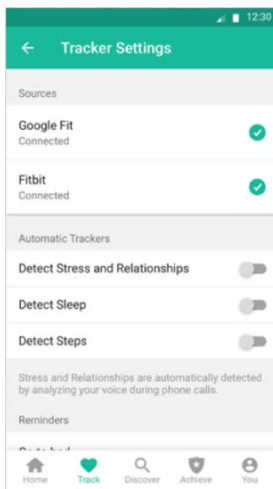 12:30
Tracker Settings
Sources
Google Fit
Connected
Fitbit
Connected
Automatic Trackers
Detect Stress and Relationships
Detect Sleep
Detect Steps
Stress and Relationships are automatically detected
by analyzing your voice during phone calls.
Reminders
Home Track Discover Achieve You